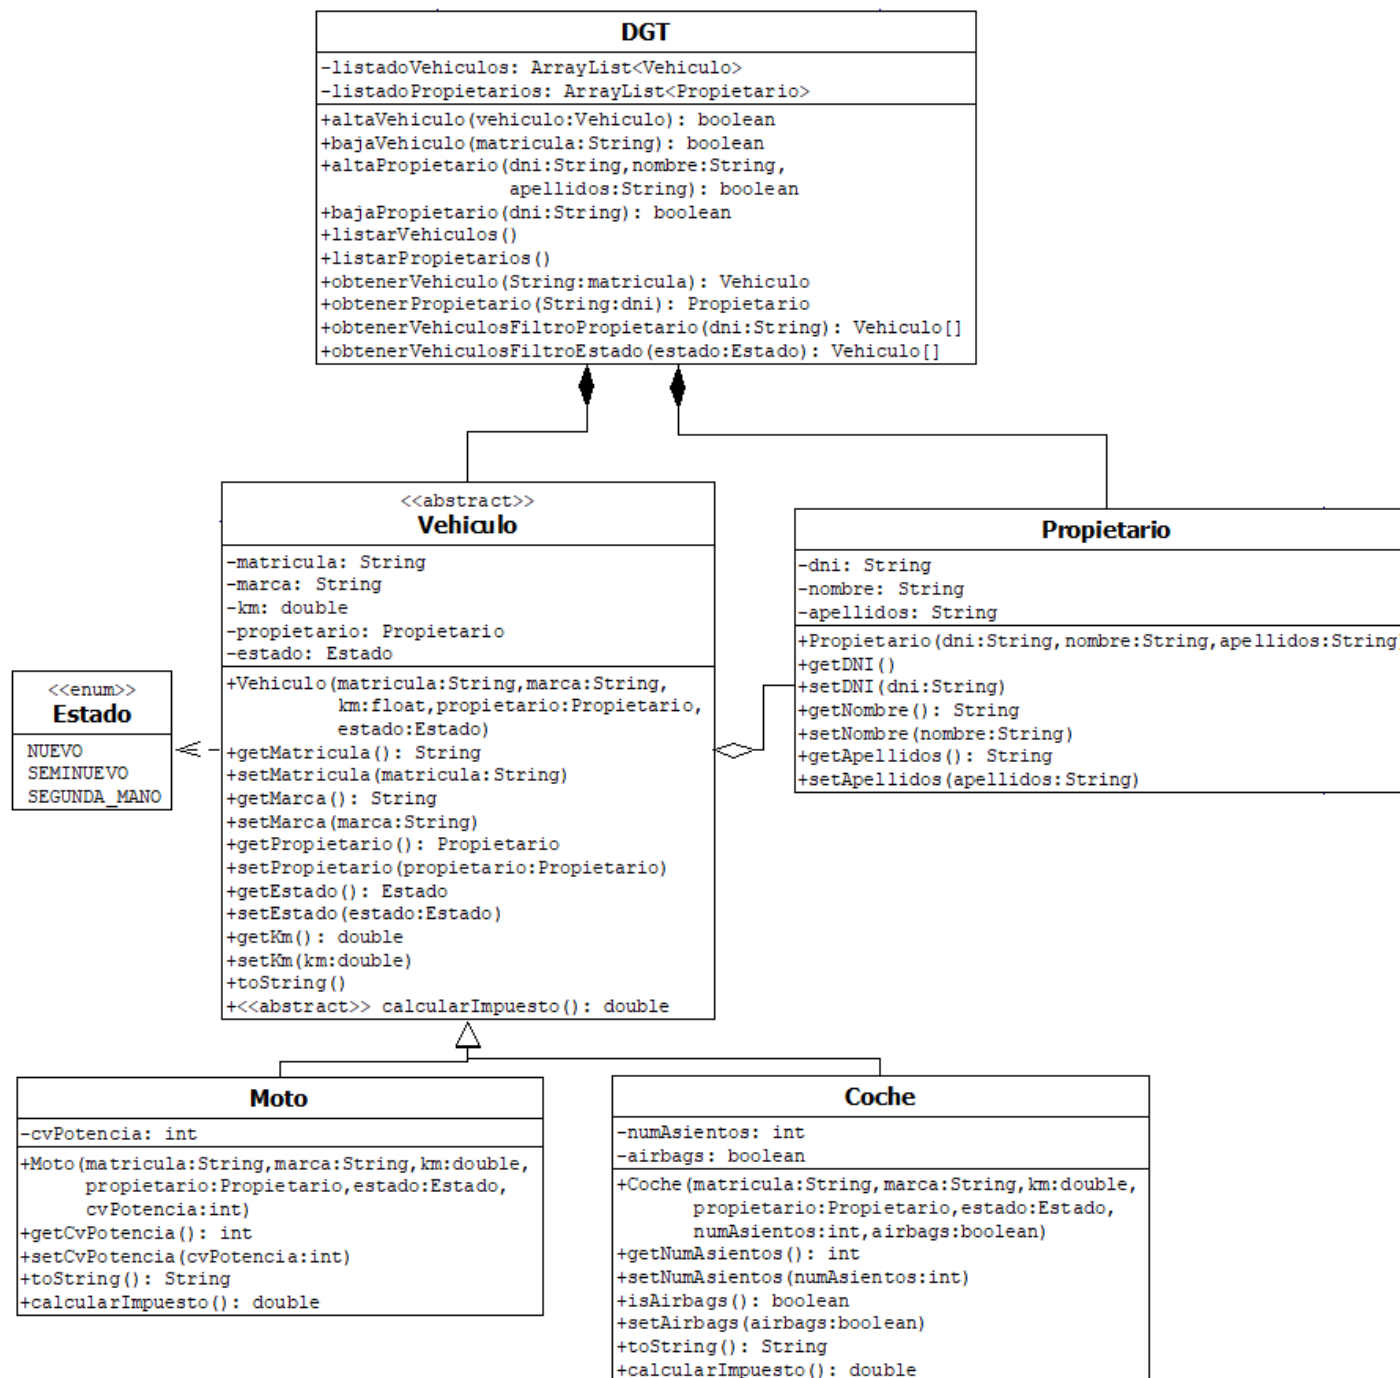 DGT
-listadoVehiculos: ArrayList<Vehiculo>
-listadoPropietarios: ArrayList<Propietario>
+altaVehiculo(vehiculo:Vehiculo): boolean
+bajaVehiculo(matricula:String): boolean
+altaPropietario(dni:String,nombre:String,
apellidos:String): boolean
+bajaPropietario(dni:String): boolean
+listarVehiculos()
+listarPropietarios()
+obtenerVehiculo(String:matricula): Vehiculo
+obtenerPropietario(String:dni): Propietario
+obtenerVehiculosFiltroPropietario(dni:String): Vehiculo[]
+obtenerVehiculosFiltroEstado(estado:Estado): Vehiculo[]
<<abstract>>
Vehiculo
-matricula: String
-marca: String
-km: double
-propietario: Propietario
-estado: Estado
+Vehiculo(matricula:String,marca:String,
km:float,propietario:Propietario,
estado:Estado)
+getMatricula(): String
+setMatricula(matricula:String)
+getMarca(): String
+setMarca(marca:String)
+getPropietario(): Propietario
+setPropietario(propietario:Propietario)
+getEstado(): Estado
+setEstado(estado:Estado)
+getKm(): double
+setKm(km:double)
+toString()
+<<abstract>> calcularImpuesto(): double
Propietario
-dni: String
-nombre: String
-apellidos: String
+Propietario(dni:String,nombre:String,apellidos:String)
+getDNI()
+setDNI(dni:String)
+getNombre(): String
+setNombre(nombre:String)
+getApellidos(): String
+setApellidos(apellidos:String)
<<enum>>
Estado
NUEVO
SEMINUEVO
SEGUNDA_MANO
Moto
-cvPotencia: int
+Moto(matricula:String,marca:String,km:double,
propietario:Propietario,estado:Estado,
cvPotencia:int)
+getCvPotencia(): int
+setCvPotencia(cvPotencia:int)
+toString(): String
+calcularImpuesto(): double
Coche
-numAsientos: int
-airbags: boolean
+Coche(matricula:String,marca:String,km:double,
propietario:Propietario,estado:Estado,
numAsientos:int,airbags:boolean)
+getNumAsientos(): int
+setNumAsientos(numAsientos:int)
+isAirbags(): boolean
+setAirbags(airbags:boolean)
+toString(): String
+calcularImpuesto(): double